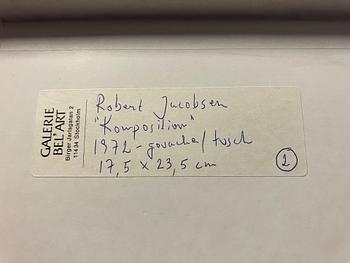 GALERIE
BEL'ART
Birger Jarlsgatan 2
114 34 Stockholm
Robert Jacobsen
"Komposition"
1972 - gouache/tusch
17,5 x 23,5 cm
1